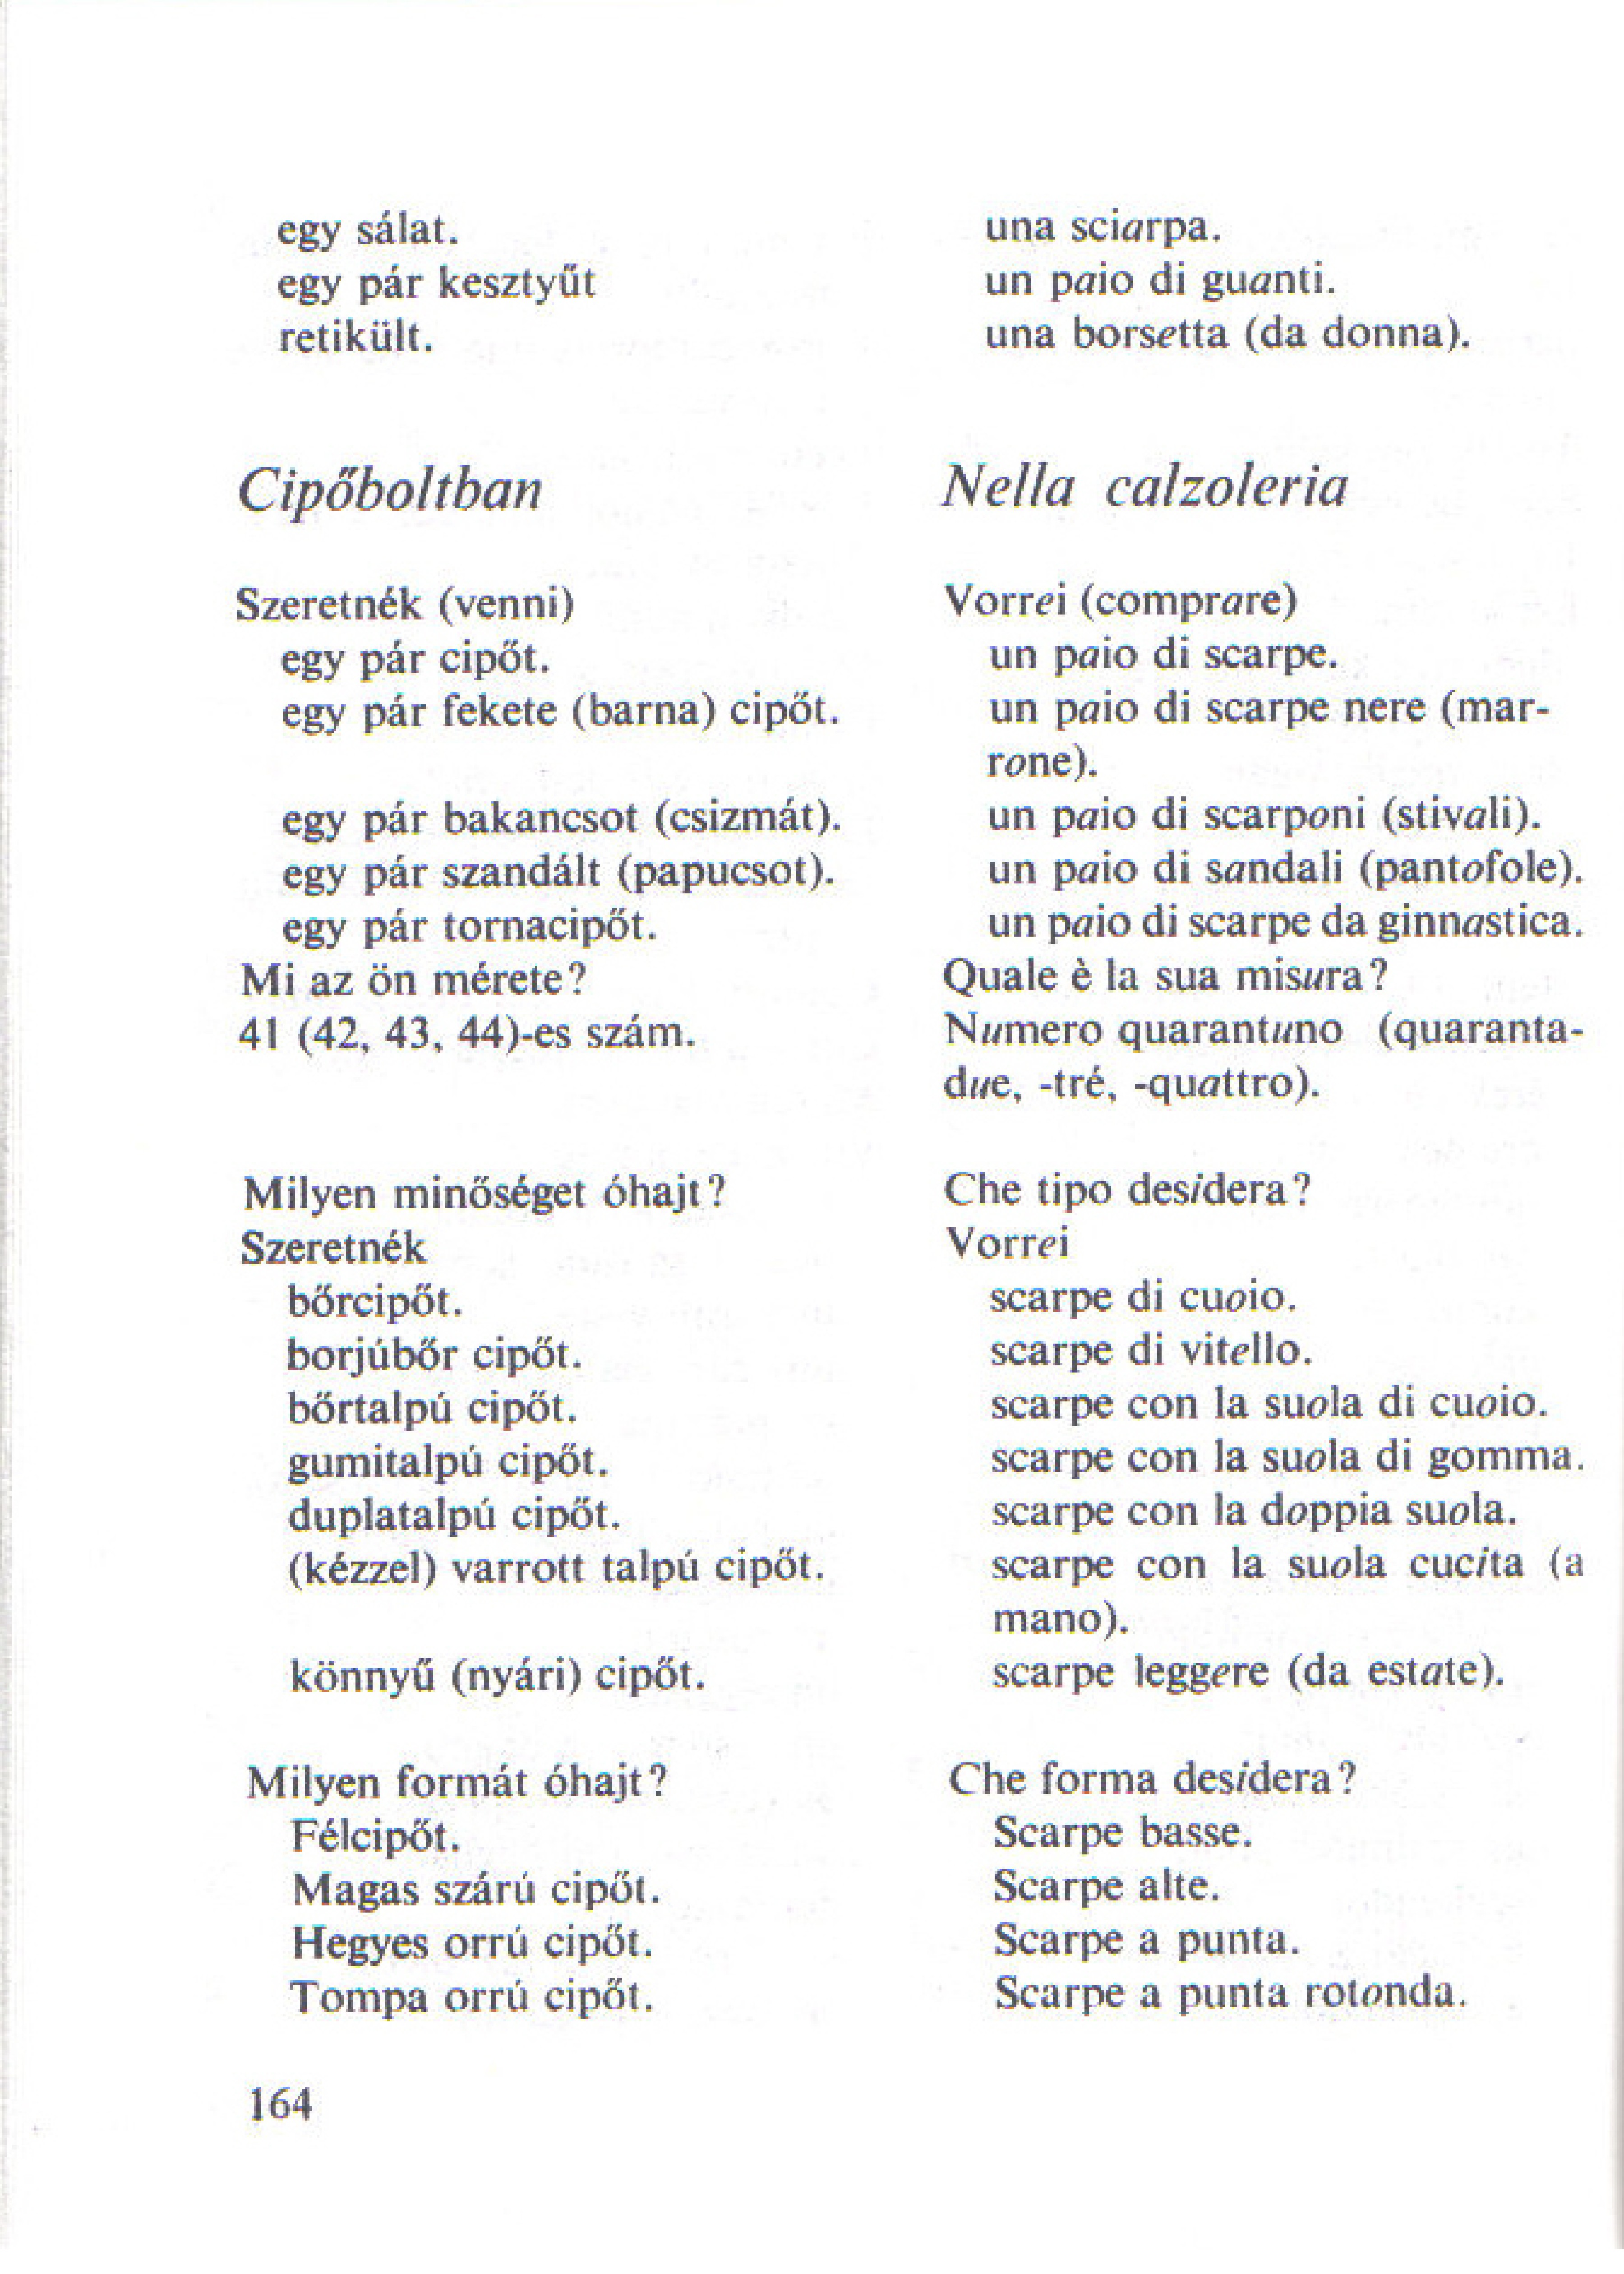 egy sálat.
egy pár kesztyűt
retikült.
Cipőboltban
Szeretnék (venni)
egy pár cipőt.
egy pár fekete (barna) cipőt.
egy pár bakancsot (csizmát).
egy pár szandált (papucsot).
egy pár tornacipőt.
Mi az ön mérete?
41 (42, 43, 44)-es szám.
Milyen minőséget óhajt?
Szeretnék
bőrcipőt.
borjúbőr cipőt.
bőrtalpú cipőt.
gumitalpú cipőt.
duplatalpú cipőt.
(kézzel) varrott talpú cipőt.
könnyű (nyári) cipőt.
Milyen formát óhajt?
Félcipőt.
Magas szárú cipőt.
Hegyes orrú cipőt.
Tompa orrú cipőt.
164
una sciarpa.
un paio di guanti.
una borsetta (da donna).
Nella calzoleria
Vorrei (comprare)
un paio di scarpe.
un paio di scarpe nere (mar-
rone).
un paio di scarponi (stivali).
un paio di sandali (pantofole).
un paio di scarpe da ginnastica.
Quale è la sua misura?
Numero quarantuno (quaranta-
due, -tré, -quattro).
Che tipo desidera?
Vorrei
scarpe di cuoio.
scarpe di vitello.
scarpe con la suola di cuoio.
scarpe con la suola di gomma.
scarpe con la doppia suola.
scarpe con la suola cucita (a
mano).
scarpe leggere (da estate).
Che forma desidera?
Scarpe basse.
Scarpe alte.
Scarpe a punta.
Scarpe a punta rotonda.